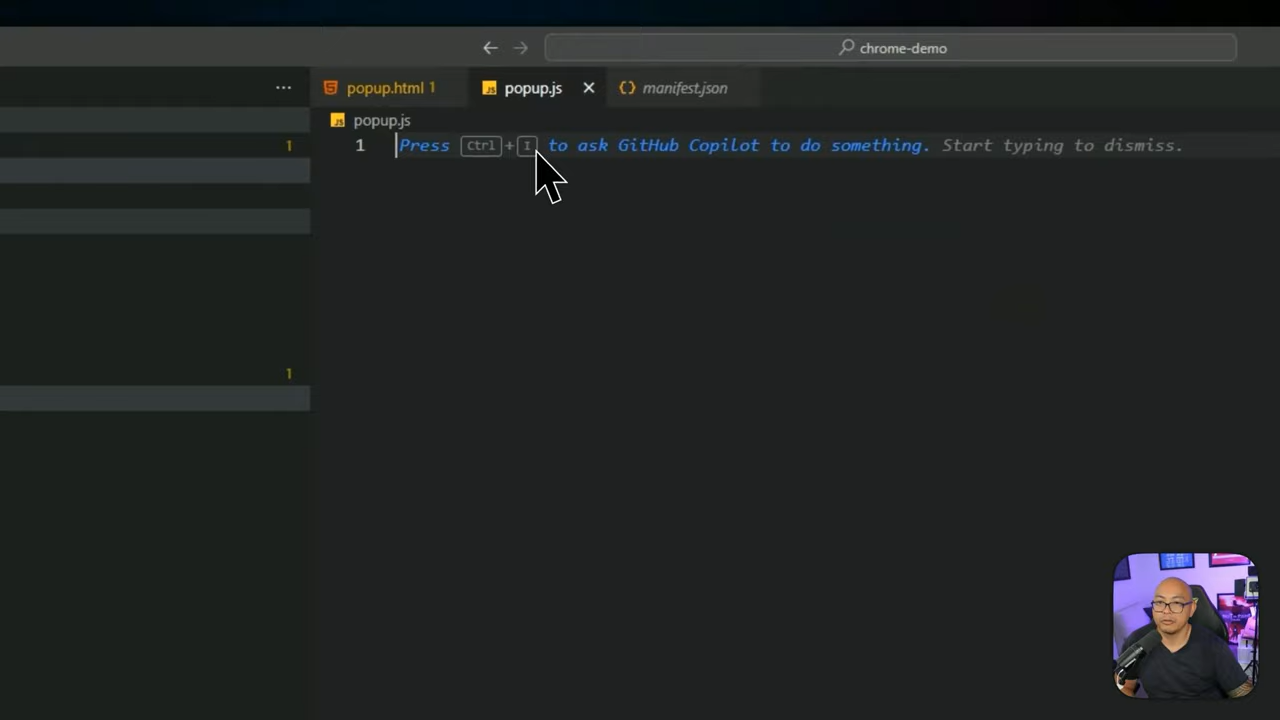 chrome-demo
popup.html 1
popup.js
manifest.json
popup.js
1
1
Press Ctrl+I to ask GitHub Copilot to do something. Start typing to dismiss.
1